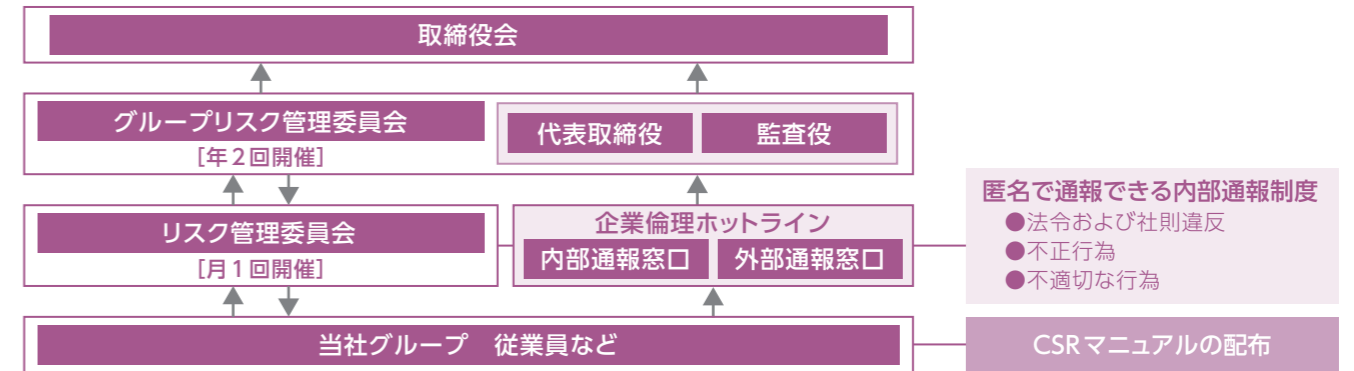 取締役会
グループリスク管理委員会
[年2回開催]
代表取締役
監査役
リスク管理委員会
[月1回開催]
企業倫理ホットライン
内部通報窓口
外部通報窓口
匿名で通報できる内部通報制度
●法令および社則違反
●不正行為
●不適切な行為
当社グループ　従業員など
CSRマニュアルの配布